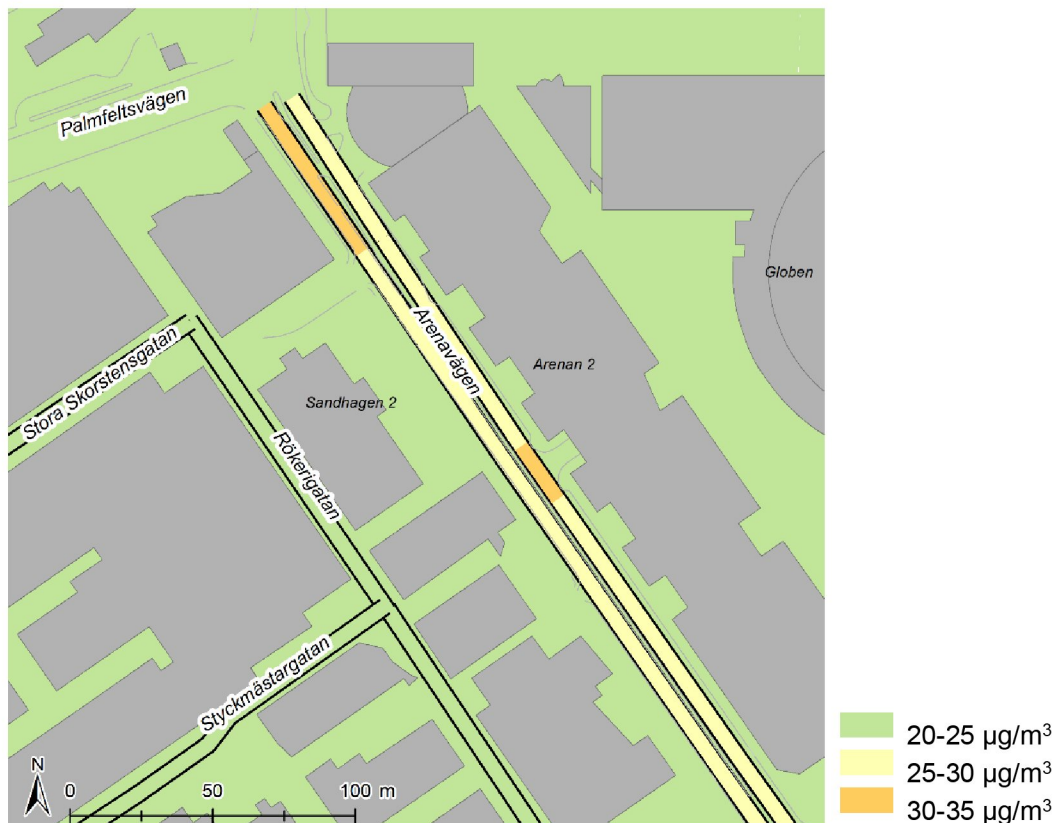 Palmfeltsvägen
Globen
Arenavägen
Arenan 2
Stora Skorstensgatan
Sandhagen 2
Rökerigatan
Styckmästargatan
N
0 50 100 m
20-25 µg/m³
25-30 µg/m³
30-35 µg/m³